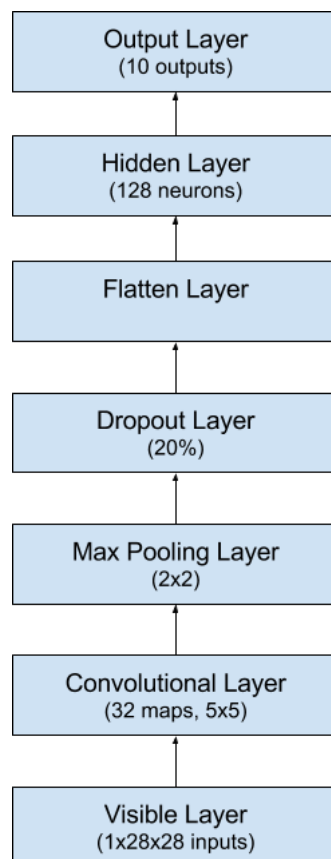 Output Layer
(10 outputs)
Hidden Layer
(128 neurons)
Flatten Layer
Dropout Layer
(20%)
Max Pooling Layer
(2x2)
Convolutional Layer
(32 maps, 5x5)
Visible Layer
(1x28x28 inputs)